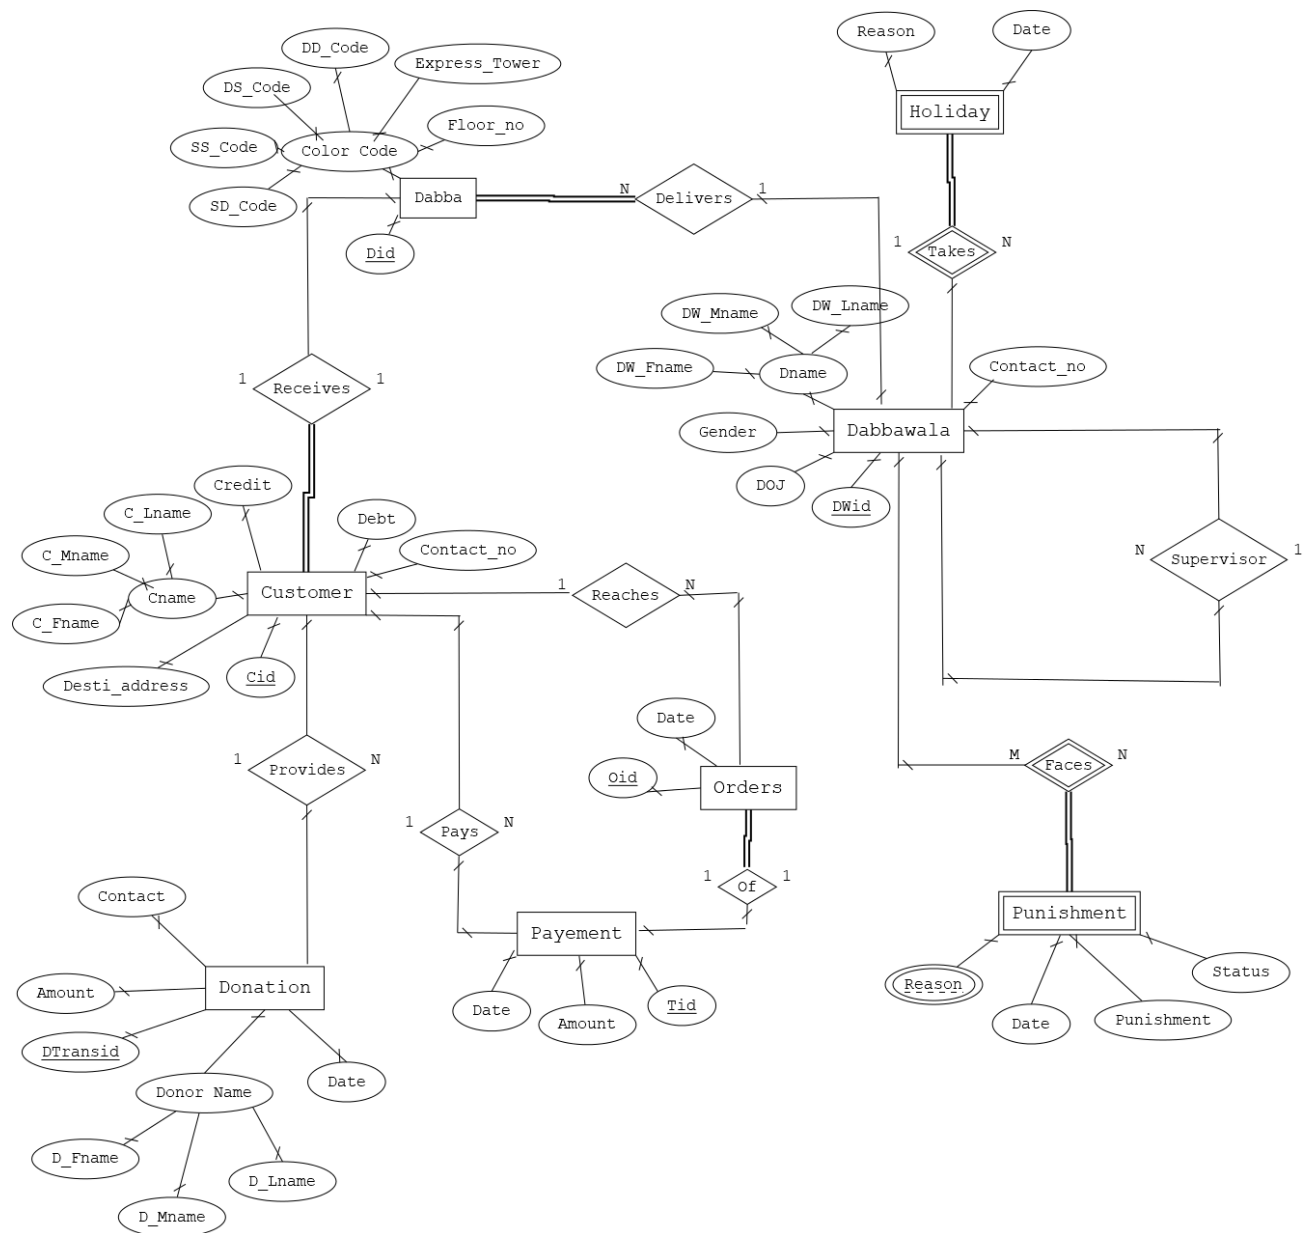 Reason
Date
DD_Code
Express_Tower
DS_Code
Holiday
Floor_no
SS_Code
Color Code
SD_Code
Dabba
N
Delivers
1
Did
1
Takes
N
DW_Mname
DW_Lname
DW_Fname
Dname
Contact_no
1
Receives
1
Gender
Dabbawala
DOJ
DWid
Credit
C_Lname
Debt
Contact_no
C_Mname
Cname
Customer
C_Fname
1
Reaches
N
N
Supervisor
1
Desti_address
Cid
Date
Oid
Orders
1
Provides
N
1
Pays
N
M
Faces
N
1
Of
1
Contact
Payement
Punishment
Amount
Donation
Date
Amount
Tid
Reason
Date
Punishment
Status
DTransid
Donor Name
Date
D_Fname
D_Lname
D_Mname